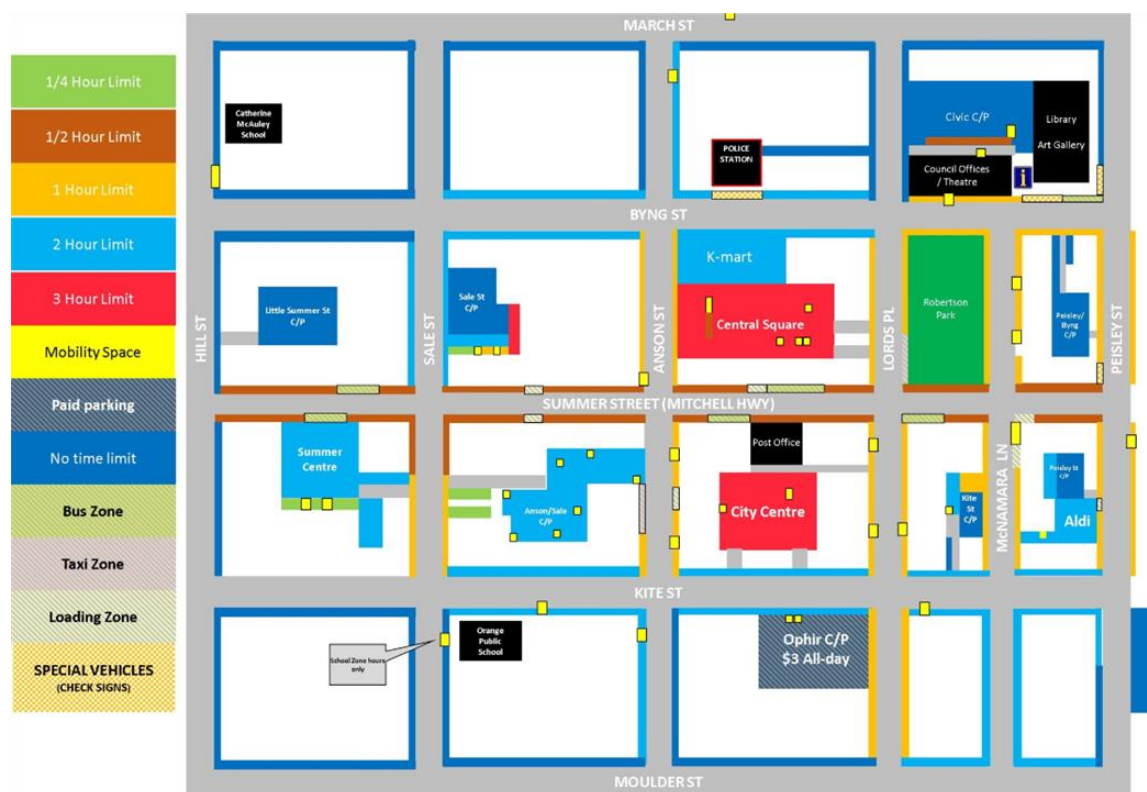 MARCH ST
1/4 Hour Limit
1/2 Hour Limit
1 Hour Limit
2 Hour Limit
3 Hour Limit
Mobility Space
Paid parking
No time limit
Bus Zone
Taxi Zone
Loading Zone
SPECIAL VEHICLES
(CHECK SIGNS)
Catherine
McAuley
School
POLICE
STATION
Civic C/P
Library
Art Gallery
Council Offices
/ Theatre
i
BYNG ST
HILL ST
SALE ST
ANSON ST
LORDS PL
PEISLEY ST
Little Summer St
C/P
Sale St
C/P
K-mart
Central Square
Robertson
Park
Peisley/
Byng
C/P
SUMMER STREET (MITCHELL HWY)
Summer
Centre
Anson/Sale
C/P
Post Office
City Centre
Kite
St
C/P
McNAMARA LN
Peisley St
C/P
Aldi
KITE ST
School Zone hours
only
Orange
Public
School
Ophir C/P
$3 All-day
MOULDER ST